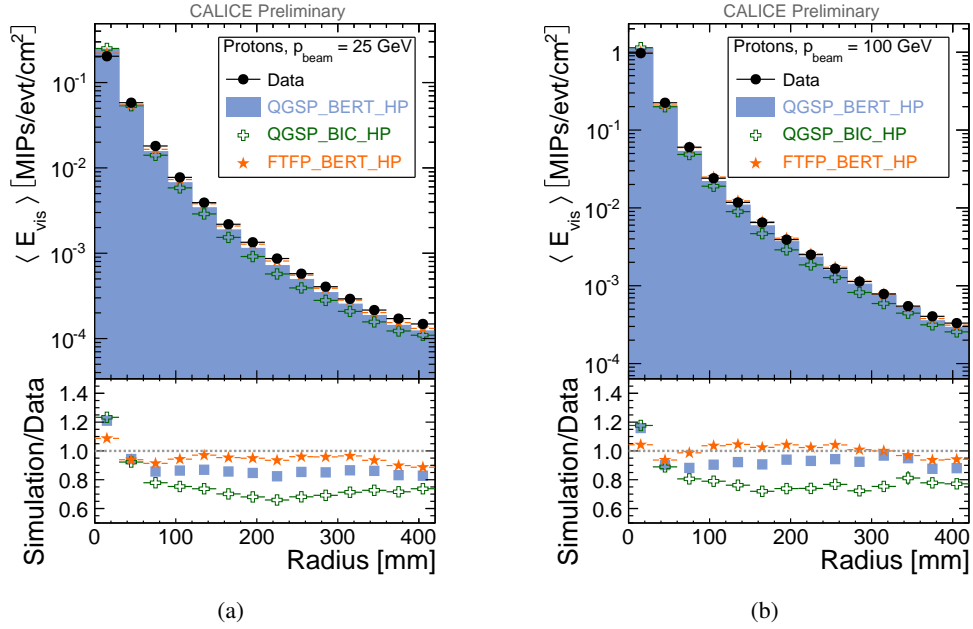 CALICE Preliminary
⟨ E_vis ⟩ [MIPs/evt/cm²]
Protons, p_beam = 25 GeV
Data
QGSP_BERT_HP
QGSP_BIC_HP
FTFP_BERT_HP
10⁻¹
10⁻²
10⁻³
10⁻⁴
Simulation/Data
1.4
1.2
1.0
0.8
0.6
0 100 200 300 400
Radius [mm]
(a)
CALICE Preliminary
⟨ E_vis ⟩ [MIPs/evt/cm²]
Protons, p_beam = 100 GeV
Data
QGSP_BERT_HP
QGSP_BIC_HP
FTFP_BERT_HP
1
10⁻¹
10⁻²
10⁻³
10⁻⁴
Simulation/Data
1.4
1.2
1.0
0.8
0.6
0 100 200 300 400
Radius [mm]
(b)